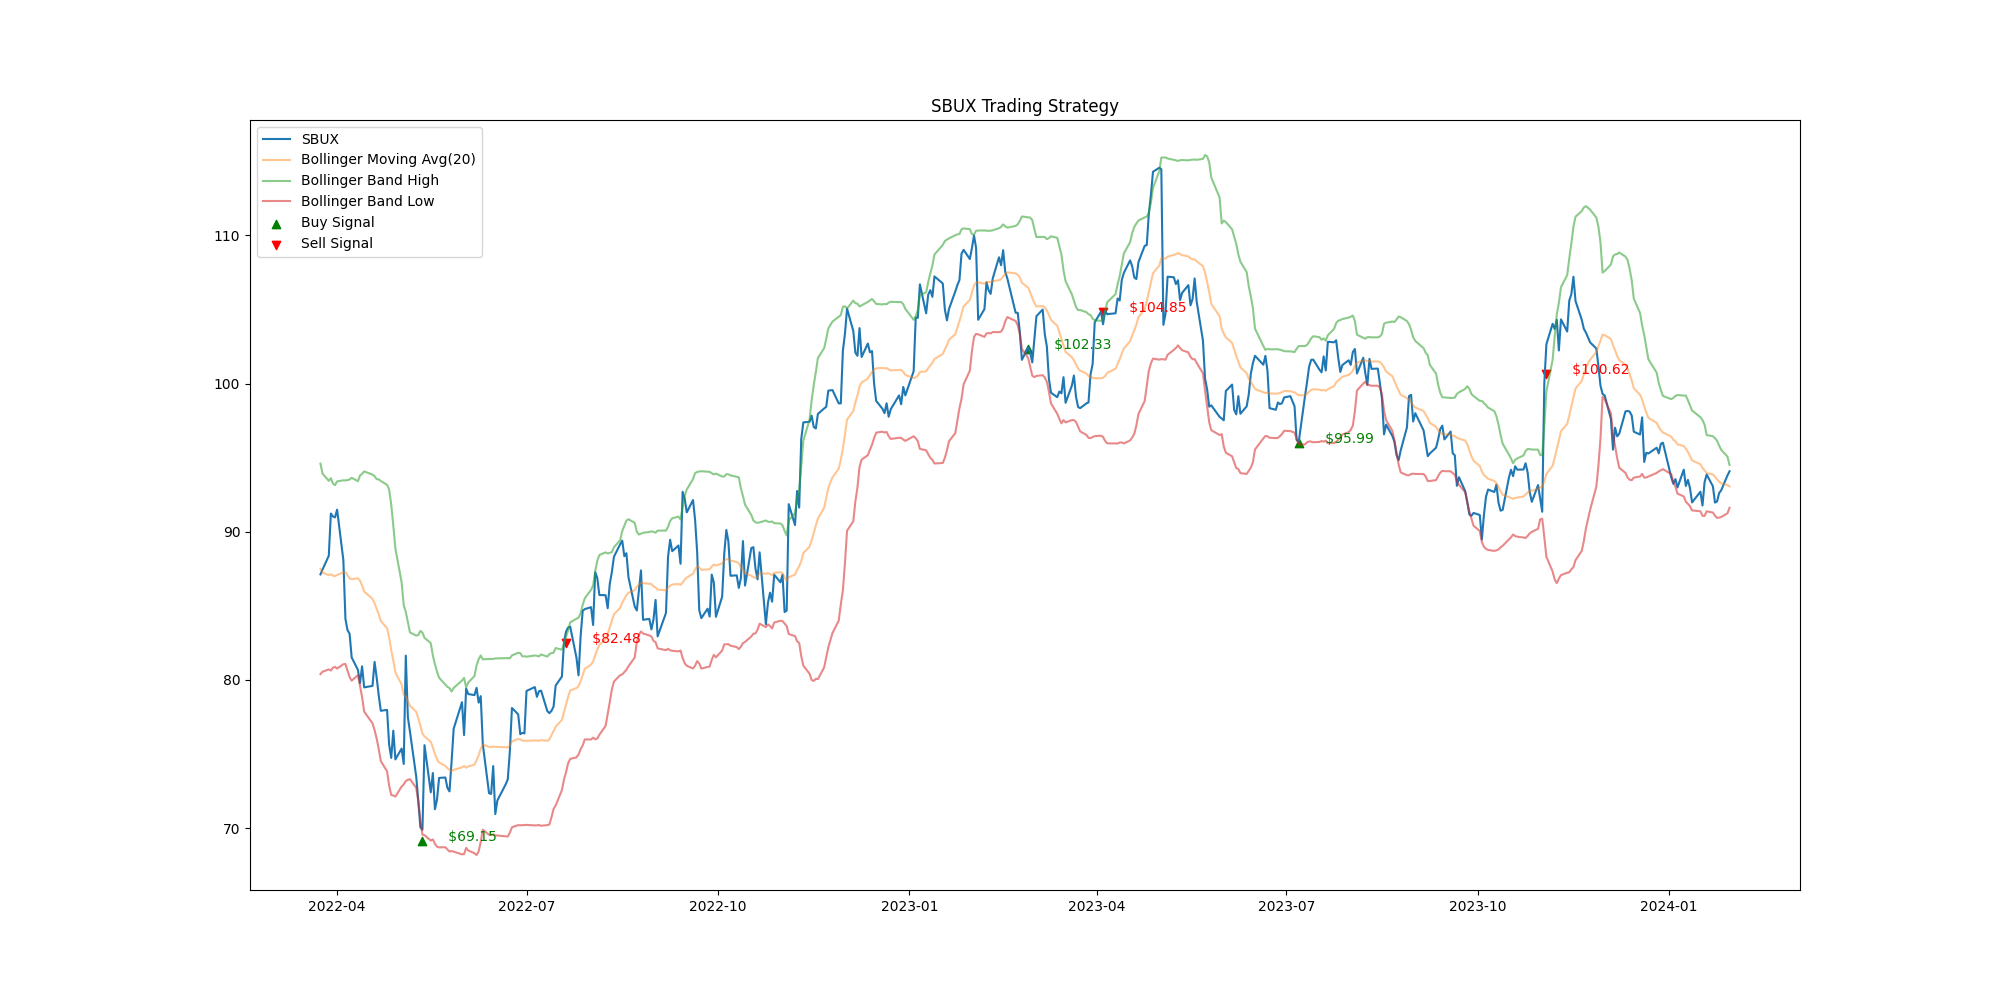 SBUX Trading Strategy
SBUX
Bollinger Moving Avg(20)
Bollinger Band High
Bollinger Band Low
Buy Signal
Sell Signal
110
100
90
80
70
$104.85
$102.33
$100.62
$95.99
$82.48
$69.15
2022-04 2022-07 2022-10 2023-01 2023-04 2023-07 2023-10 2024-01